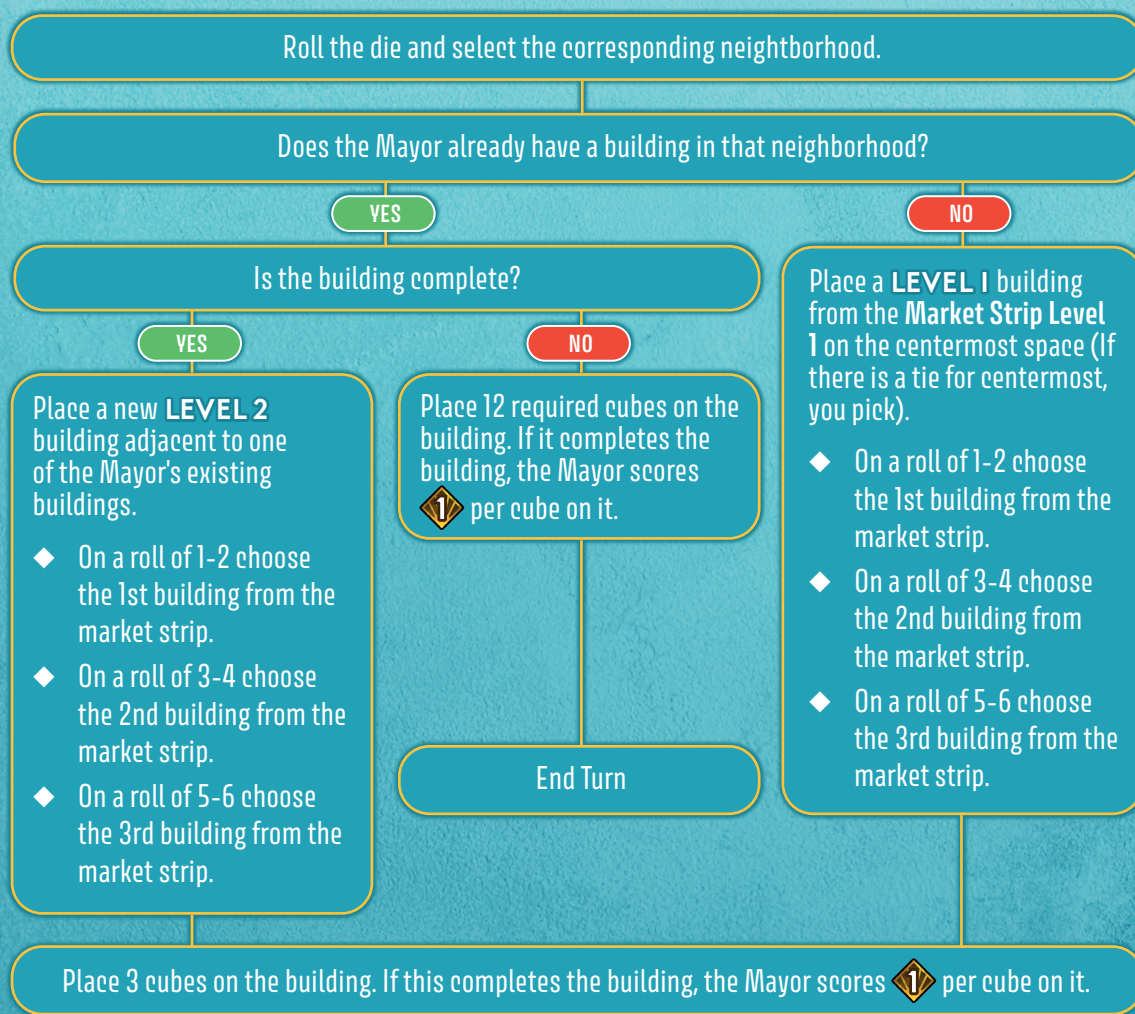 Roll the die and select the corresponding neightborhood.
Does the Mayor already have a building in that neighborhood?
YES
NO
Is the building complete?
YES
NO
Place a new LEVEL 2
building adjacent to one
of the Mayor's existing
buildings.
◆ On a roll of 1-2 choose
the 1st building from the
market strip.
◆ On a roll of 3-4 choose
the 2nd building from the
market strip.
◆ On a roll of 5-6 choose
the 3rd building from the
market strip.
Place 12 required cubes on the
building. If it completes the
building, the Mayor scores
1 per cube on it.
End Turn
Place a LEVEL 1 building
from the Market Strip Level
1 on the centermost space (If
there is a tie for centermost,
you pick).
◆ On a roll of 1-2 choose
the 1st building from the
market strip.
◆ On a roll of 3-4 choose
the 2nd building from
the market strip.
◆ On a roll of 5-6 choose
the 3rd building from the
market strip.
Place 3 cubes on the building. If this completes the building, the Mayor scores 1 per cube on it.